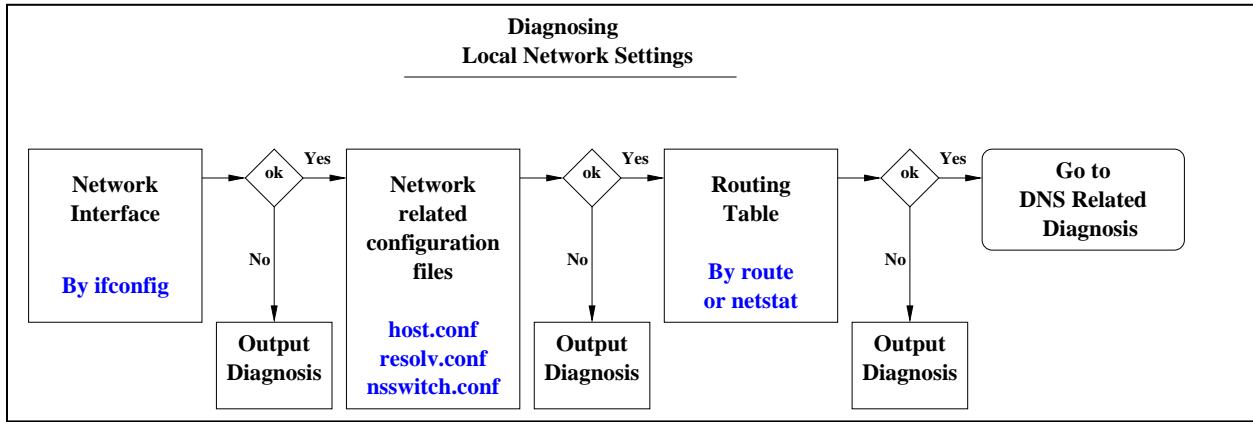 Diagnosing
Local Network Settings
Network
Interface
By ifconfig
ok
Yes
No
Output
Diagnosis
Network
related
configuration
files
host.conf
resolv.conf
nsswitch.conf
ok
Yes
No
Output
Diagnosis
Routing
Table
By route
or netstat
ok
Yes
No
Output
Diagnosis
Go to
DNS Related
Diagnosis